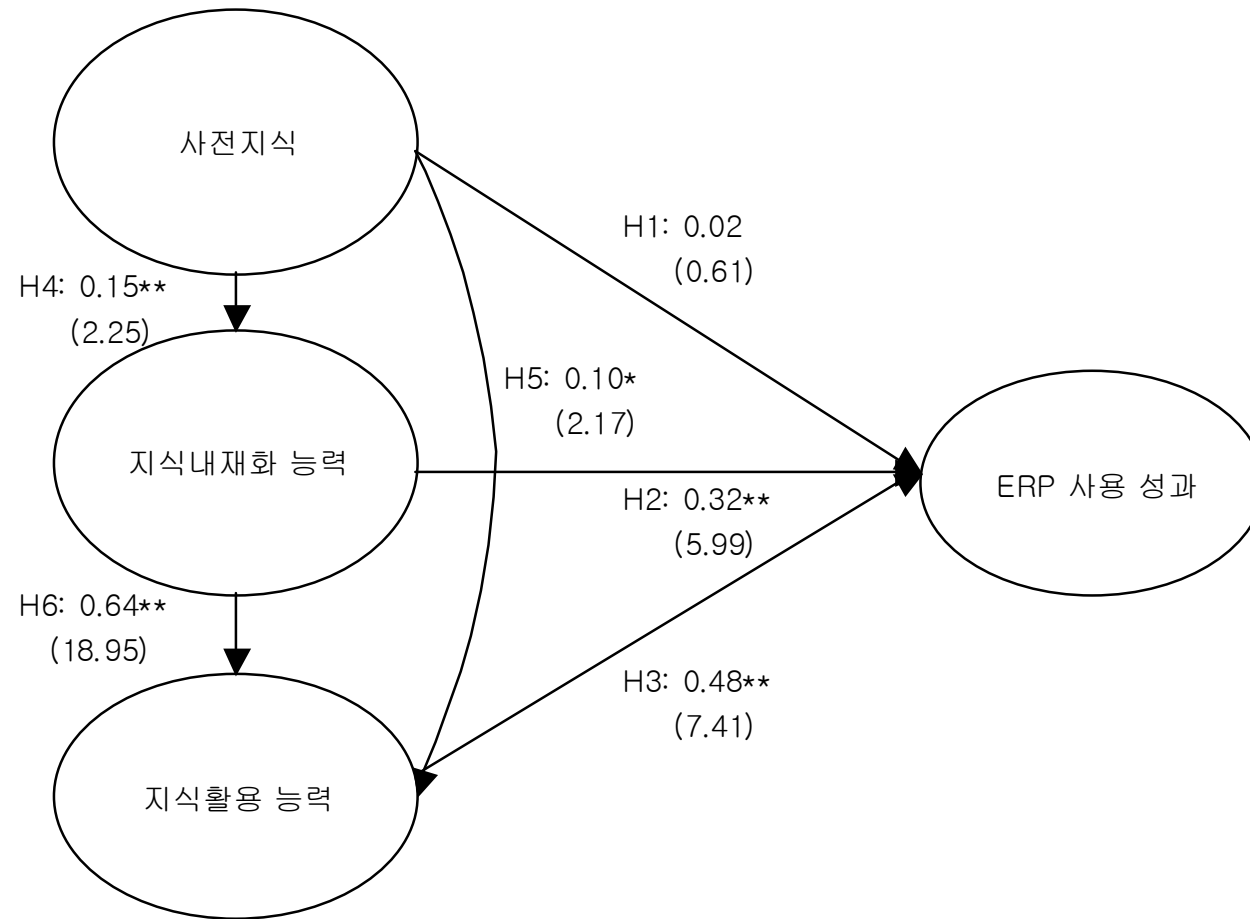 사전지식
H1: 0.02
(0.61)
H4: 0.15**
(2.25)
H5: 0.10*
(2.17)
지식내재화 능력
ERP 사용 성과
H2: 0.32**
(5.99)
H6: 0.64**
(18.95)
H3: 0.48**
(7.41)
지식활용 능력